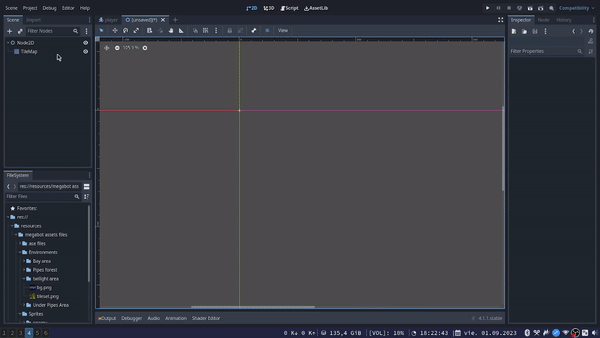 Scene Project Debug Editor Help
2D 3D Script AssetLib
Compatibility
Scene Import
Filter Nodes
Node2D
TileMap
player [unsaved](*)
View
105.1 %
Inspector Node History
Filter Properties
FileSystem
res://resources/megabot ass
Filter Files
Favorites:
res://
resources
megabot assets files
ase files
Environments
Bay area
Pipes forest
twilight area
bg.png
tileset.png
Under Pipes Area
Sprites
Output Debugger Audio Animation Shader Editor
4.1.1.stable
1 2 3 4 5 6
0 K↓ 0 K↑ 135,4 GiB [VOL]: 10% 18:22:43 vie. 01.09.2023